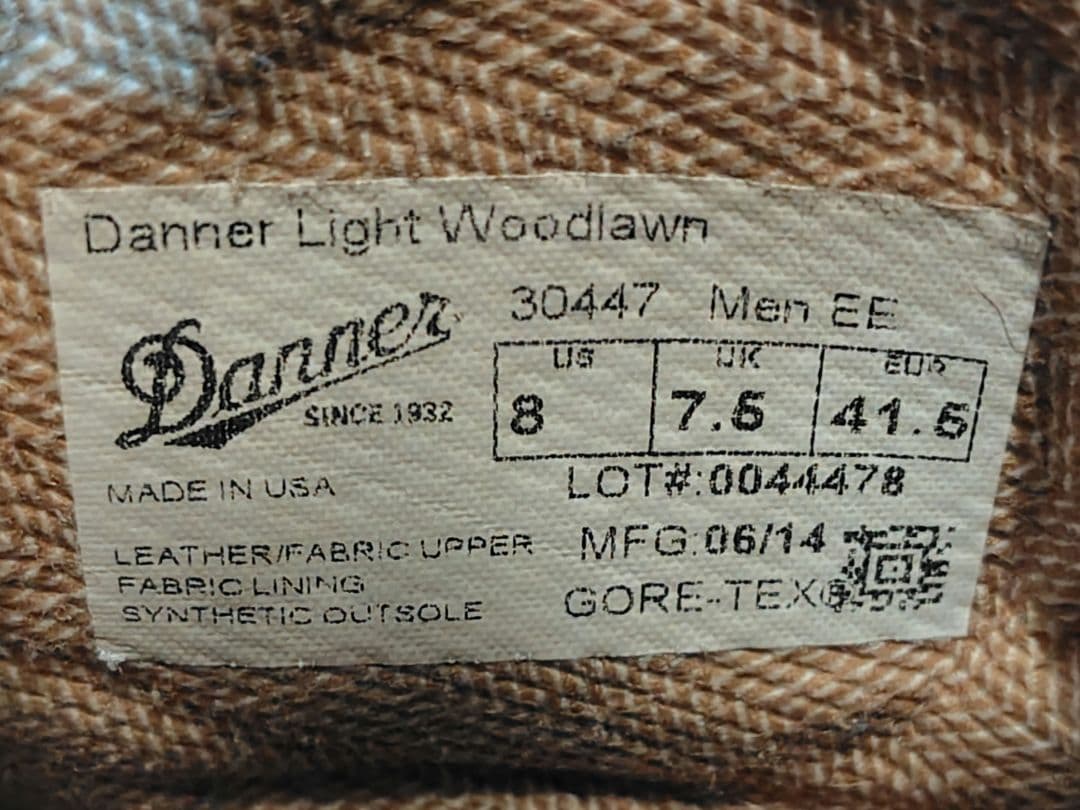 Danner Light Woodlawn
30447 Men EE
Danner
SINCE 1932
US UK EUR
8 7.5 41.5
MADE IN USA
LOT#:0044478
LEATHER/FABRIC UPPER
FABRIC LINING
SYNTHETIC OUTSOLE
MFG:06/14
GORE-TEX®